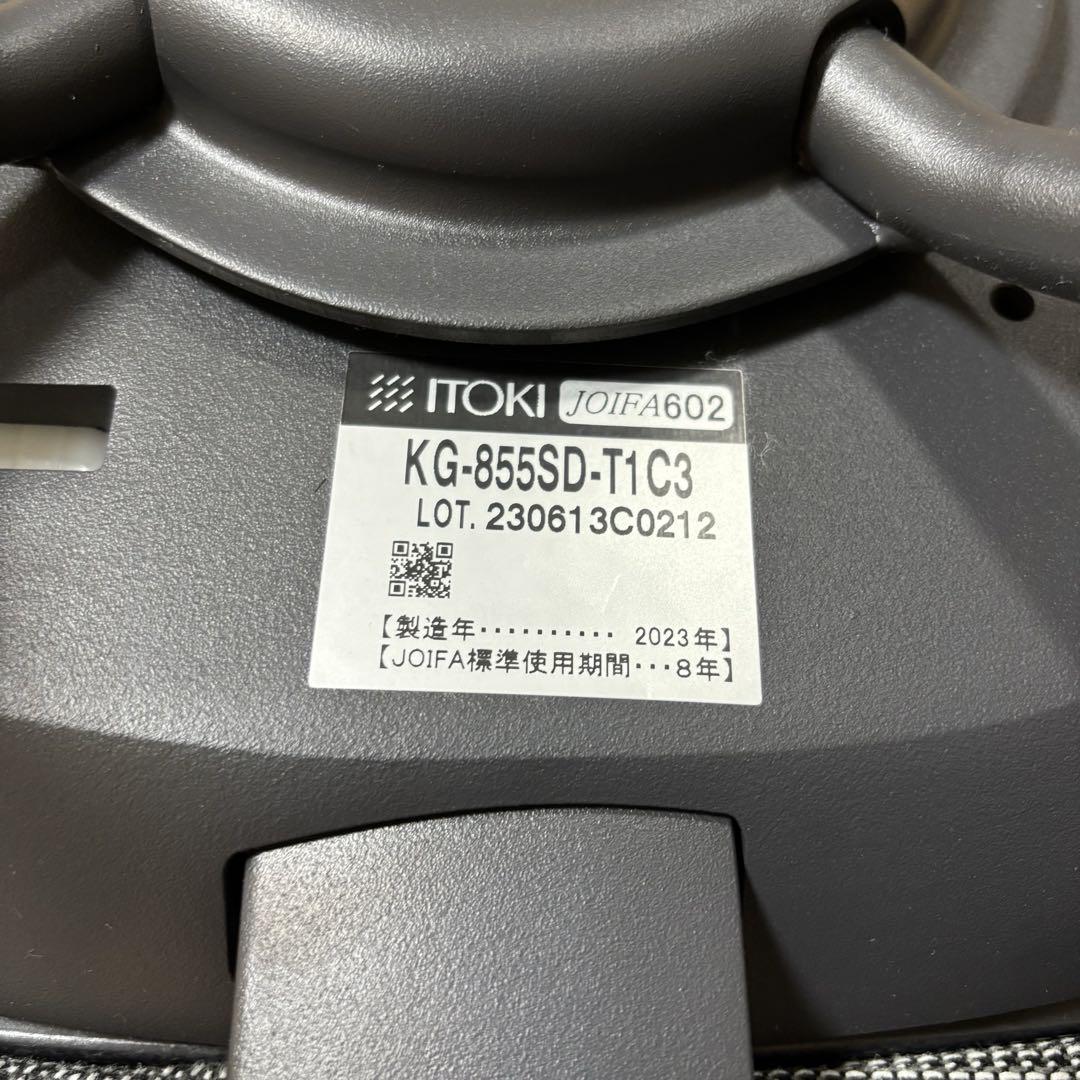 ITOKI JOIFA602
KG-855SD-T1C3
LOT. 230613C0212
【製造年‥‥‥‥‥ 2023年】
【JOIFA標準使用期間…8年】